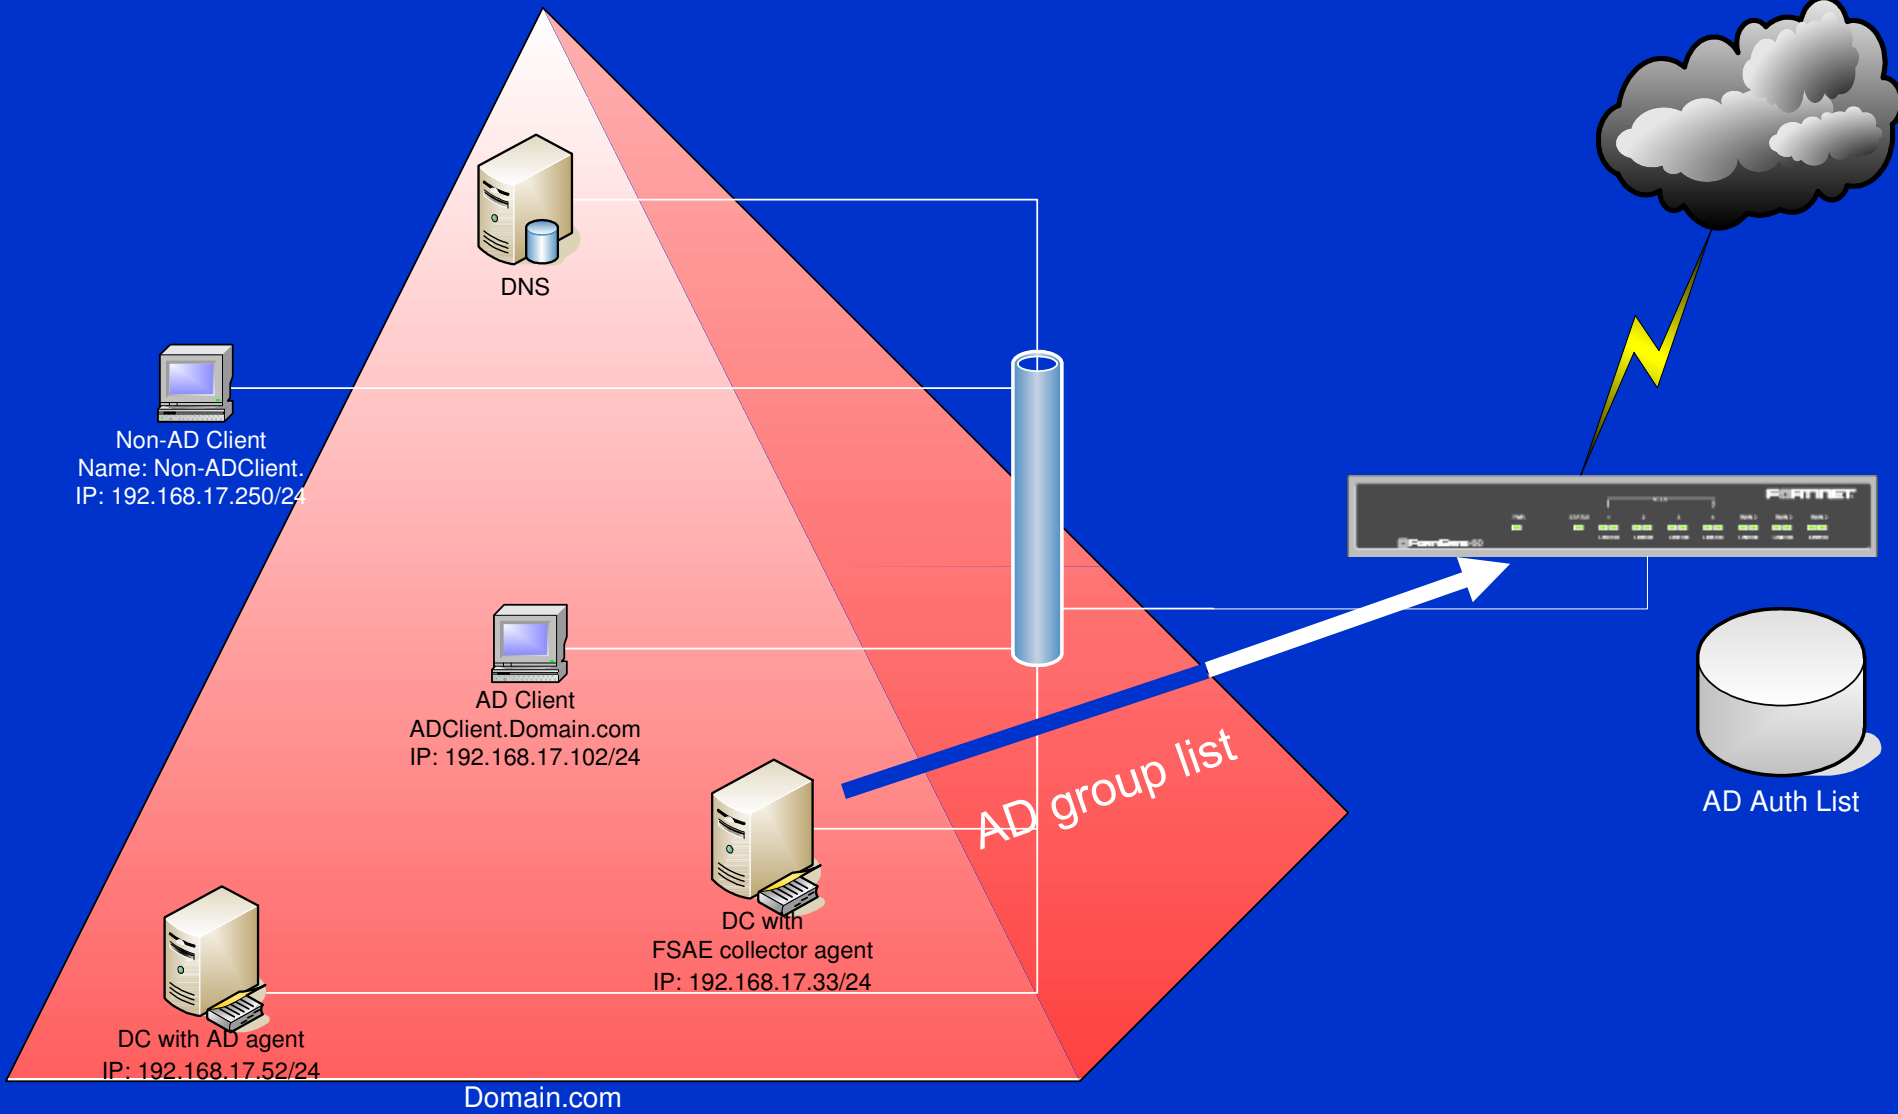 DNS
Non-AD Client
Name: Non-ADClient.
IP: 192.168.17.250/24
FORTINET
FortiGate-60
AD Client
ADClient.Domain.com
IP: 192.168.17.102/24
AD group list
AD Auth List
DC with
FSAE collector agent
IP: 192.168.17.33/24
DC with AD agent
IP: 192.168.17.52/24
Domain.com